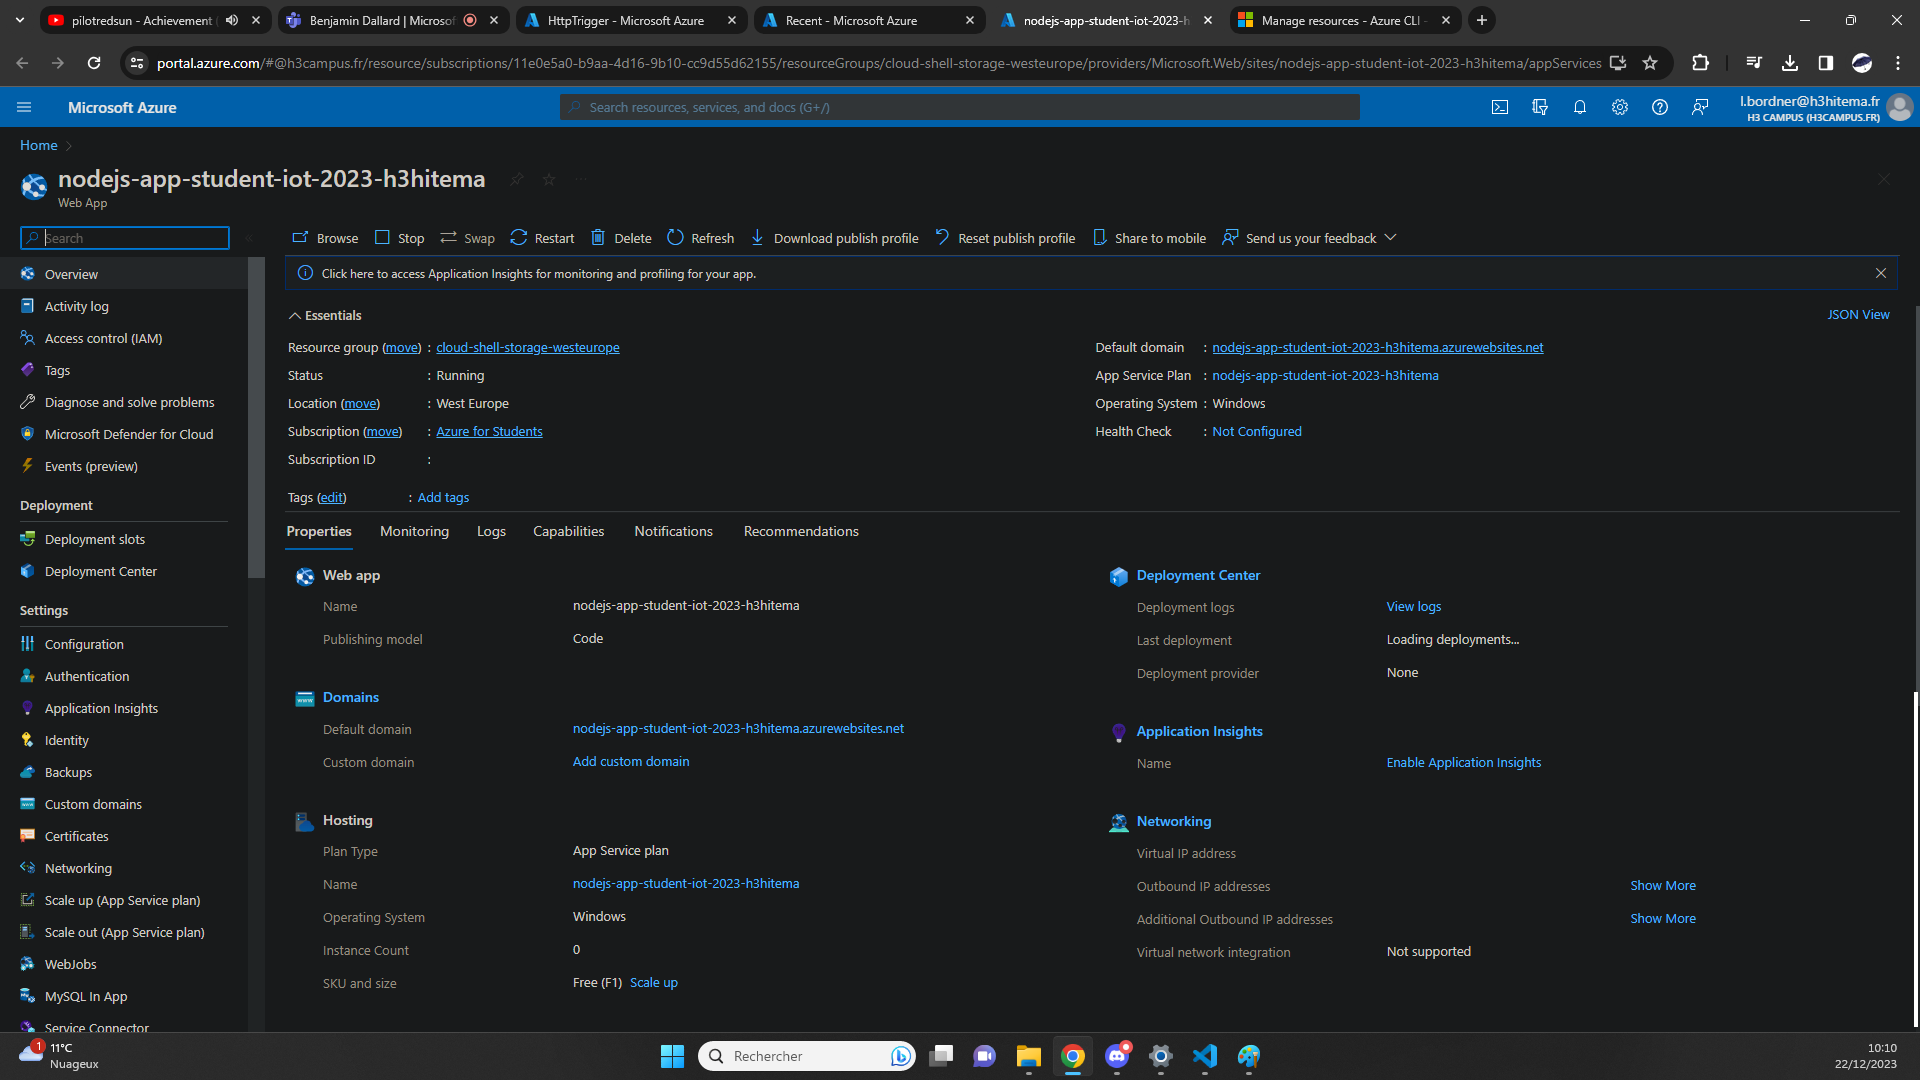 pilotredsun - Achievement (
Benjamin Dallard | Microsof
HttpTrigger - Microsoft Azure
Recent - Microsoft Azure
nodejs-app-student-iot-2023-h
Manage resources - Azure CLI
portal.azure.com/#@h3campus.fr/resource/subscriptions/11e0e5a0-b9aa-4d16-9b10-cc9d55d62155/resourceGroups/cloud-shell-storage-westeurope/providers/Microsoft.Web/sites/nodejs-app-student-iot-2023-h3hitema/appServices
Microsoft Azure
Search resources, services, and docs (G+/)
l.bordner@h3hitema.fr
H3 CAMPUS (H3CAMPUS.FR)
Home
nodejs-app-student-iot-2023-h3hitema
Web App
Search
Browse Stop Swap Restart Delete Refresh Download publish profile Reset publish profile Share to mobile Send us your feedback
Click here to access Application Insights for monitoring and profiling for your app.
Overview
Activity log
Access control (IAM)
Tags
Diagnose and solve problems
Microsoft Defender for Cloud
Events (preview)
Deployment
Deployment slots
Deployment Center
Settings
Configuration
Authentication
Application Insights
Identity
Backups
Custom domains
Certificates
Networking
Scale up (App Service plan)
Scale out (App Service plan)
WebJobs
MySQL In App
Service Connector
Essentials
JSON View
Resource group (move) : cloud-shell-storage-westeurope
Status : Running
Location (move) : West Europe
Subscription (move) : Azure for Students
Subscription ID :
Default domain : nodejs-app-student-iot-2023-h3hitema.azurewebsites.net
App Service Plan : nodejs-app-student-iot-2023-h3hitema
Operating System : Windows
Health Check : Not Configured
Tags (edit) : Add tags
Properties Monitoring Logs Capabilities Notifications Recommendations
Web app
Name nodejs-app-student-iot-2023-h3hitema
Publishing model Code
Domains
Default domain nodejs-app-student-iot-2023-h3hitema.azurewebsites.net
Custom domain Add custom domain
Hosting
Plan Type App Service plan
Name nodejs-app-student-iot-2023-h3hitema
Operating System Windows
Instance Count 0
SKU and size Free (F1) Scale up
Deployment Center
Deployment logs View logs
Last deployment Loading deployments...
Deployment provider None
Application Insights
Name Enable Application Insights
Networking
Virtual IP address
Outbound IP addresses Show More
Additional Outbound IP addresses Show More
Virtual network integration Not supported
1
11°C
Nuageux
Rechercher
10:10
22/12/2023